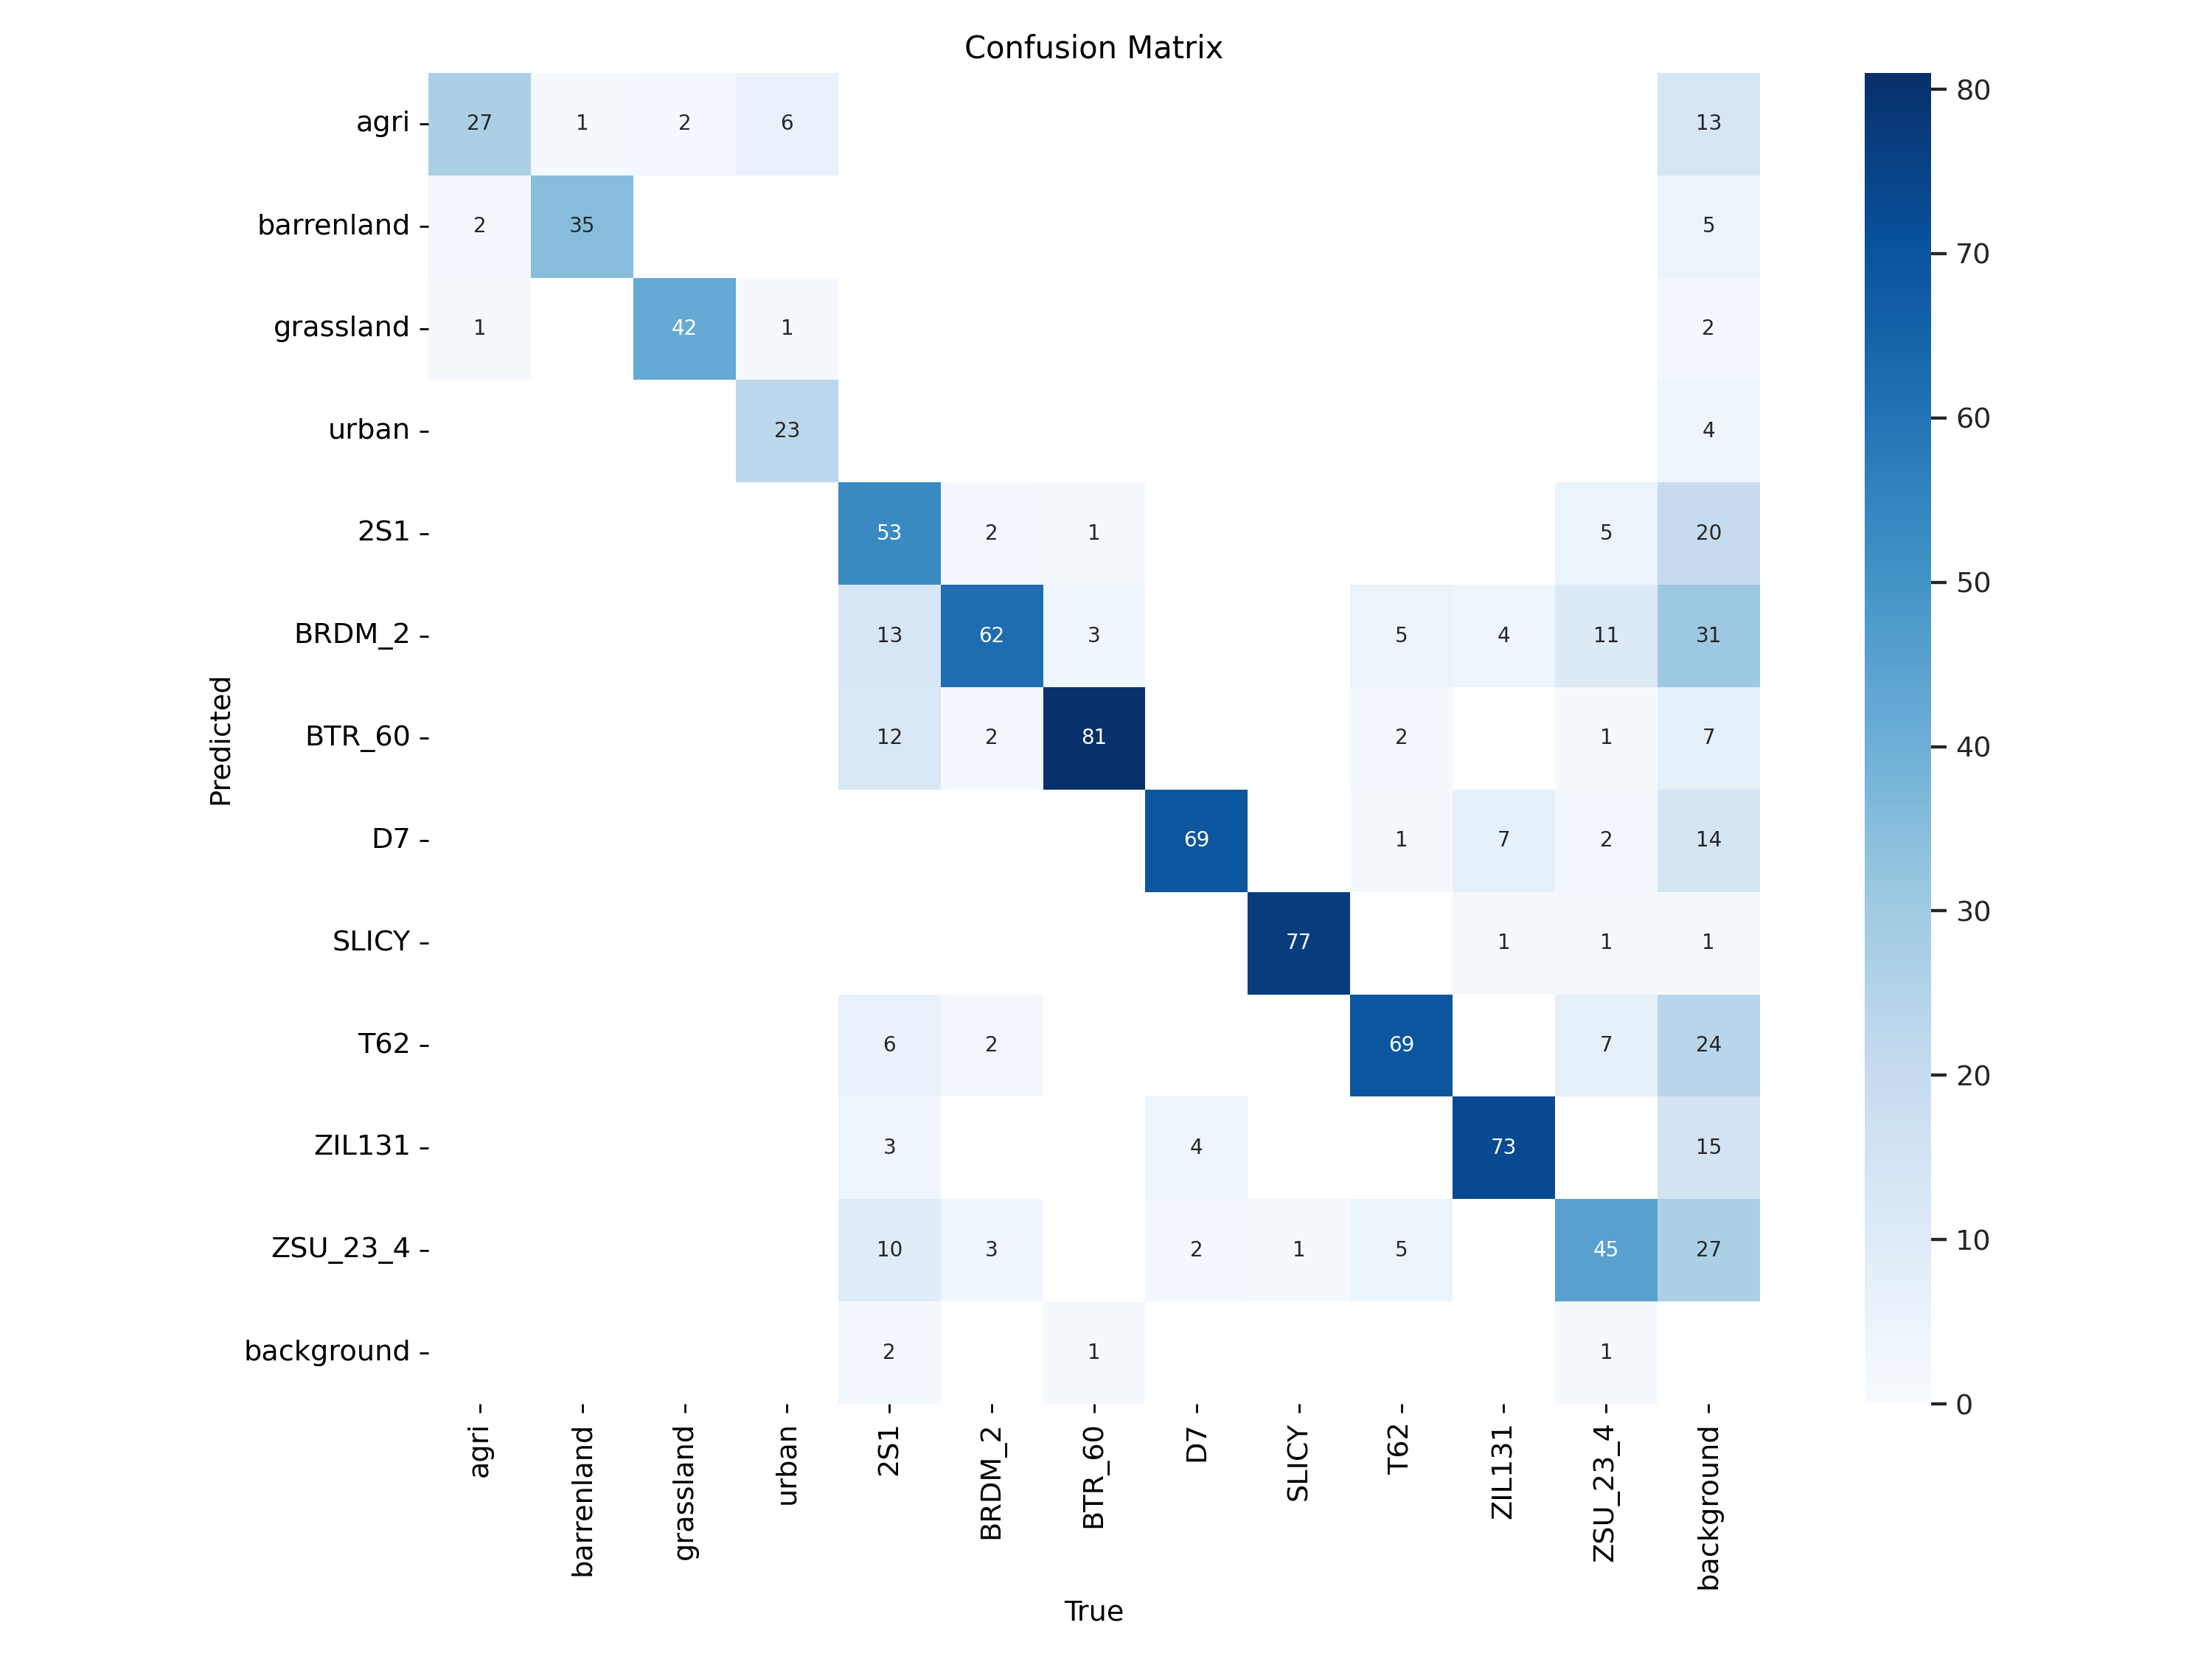 Confusion Matrix
agri 27 1 2 6 13
barrenland 2 35 5
grassland 1 42 1 2
urban 23 4
2S1 53 2 1 5 20
BRDM_2 13 62 3 5 4 11 31
BTR_60 12 2 81 2 1 7
D7 69 1 7 2 14
SLICY 77 1 1 1
T62 6 2 69 7 24
ZIL131 3 4 73 15
ZSU_23_4 10 3 2 1 5 45 27
background 2 1 1
Predicted
agri barrenland grassland urban 2S1 BRDM_2 BTR_60 D7 SLICY T62 ZIL131 ZSU_23_4 background
True
80
70
60
50
40
30
20
10
0